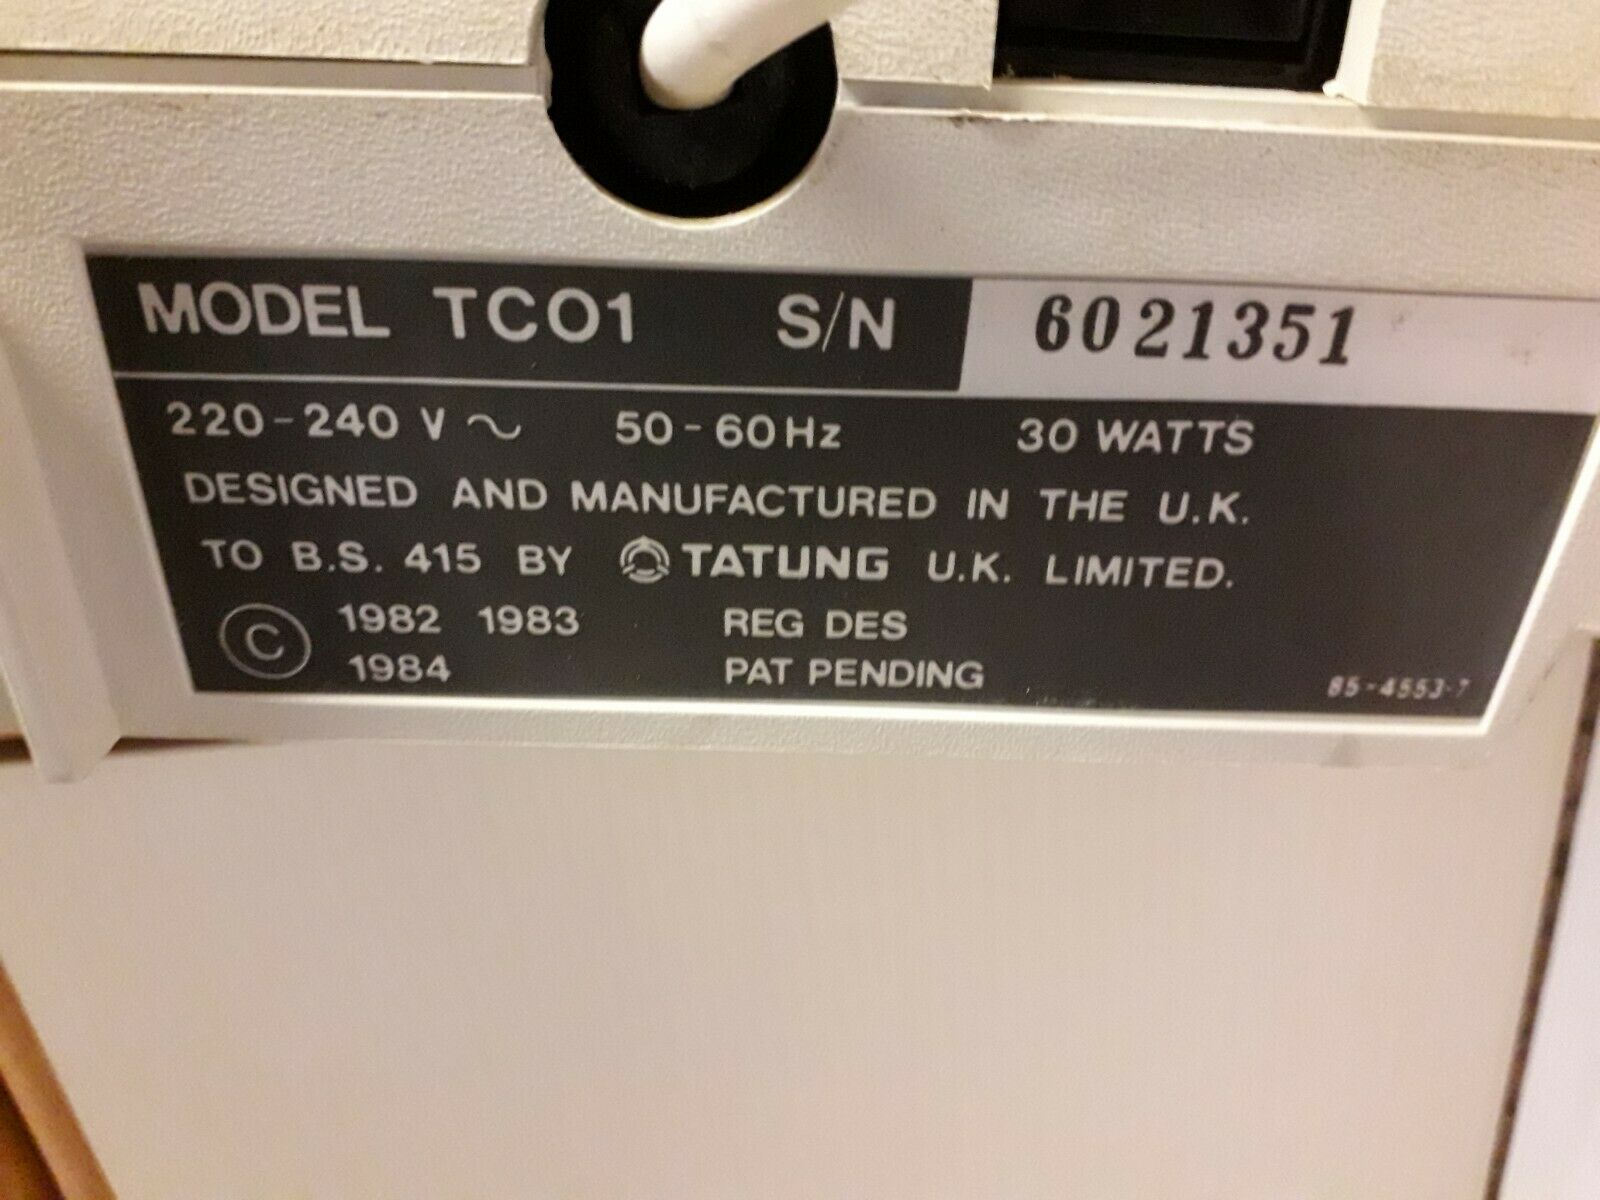 MODEL TC01 S/N 6021351
220-240 V ~ 50-60Hz 30 WATTS
DESIGNED AND MANUFACTURED IN THE U.K.
TO B.S. 415 BY TATUNG U.K. LIMITED.
© 1982 1983 REG DES
1984 PAT PENDING
85-4553-7